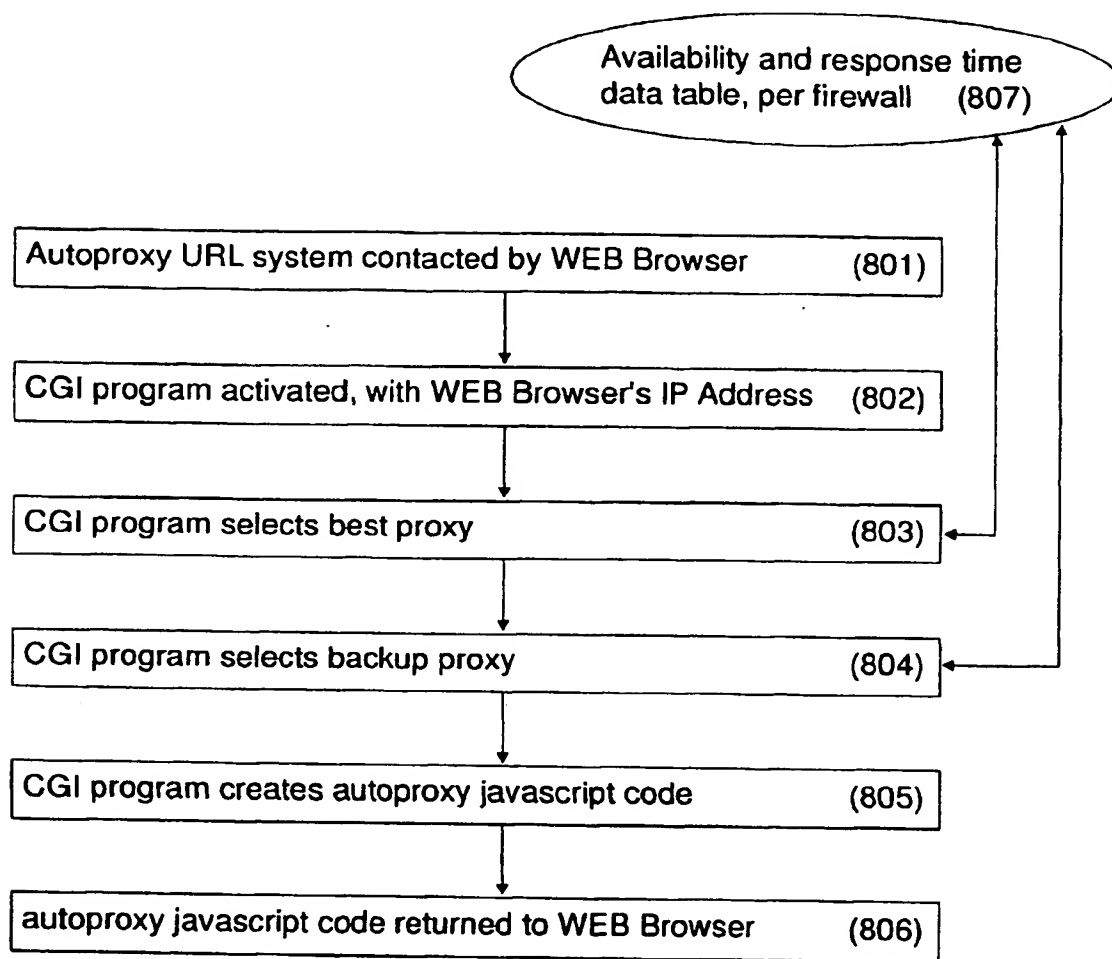 Availability and response time
data table, per firewall (807)
Autoproxy URL system contacted by WEB Browser (801)
CGI program activated, with WEB Browser's IP Address (802)
CGI program selects best proxy (803)
CGI program selects backup proxy (804)
CGI program creates autoproxy javascript code (805)
autoproxy javascript code returned to WEB Browser (806)